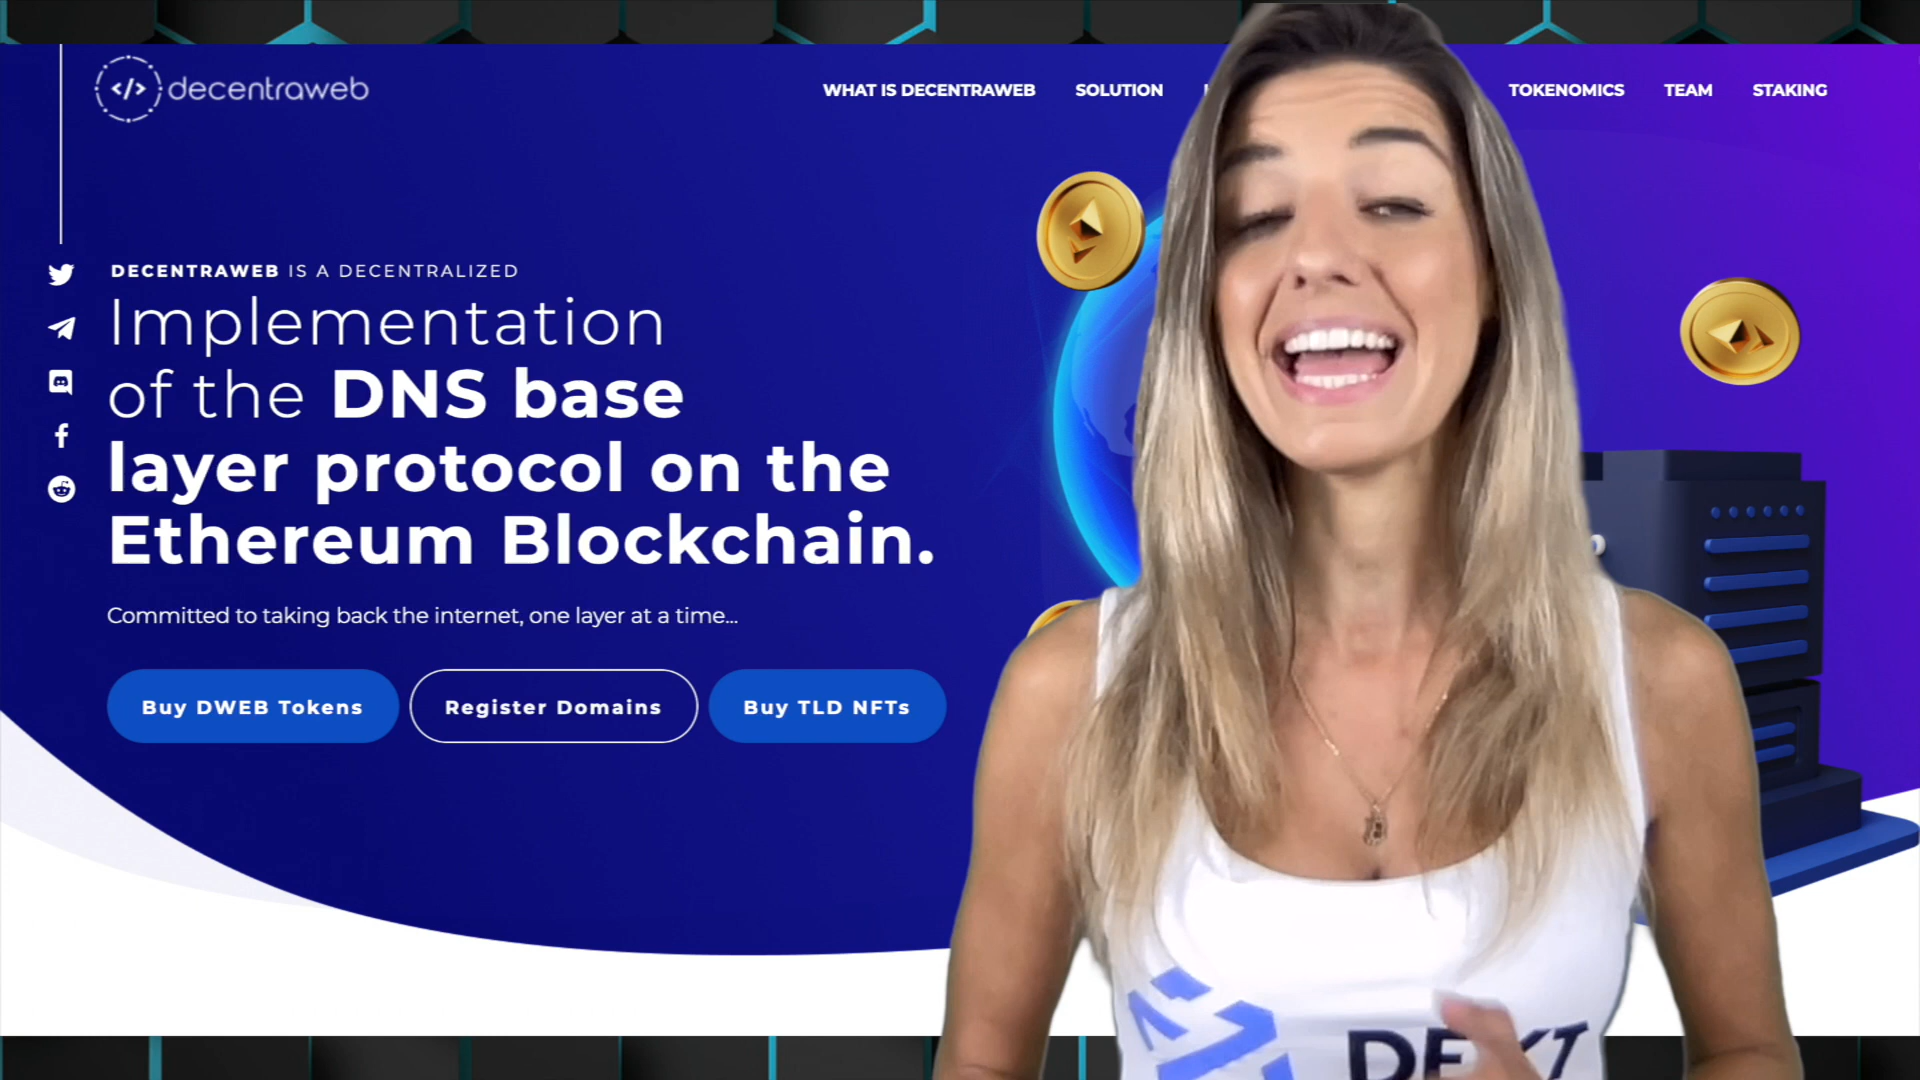 </> decentraweb
WHAT IS DECENTRAWEB
SOLUTION
TOKENOMICS
TEAM
STAKING
DECENTRAWEB IS A DECENTRALIZED
Implementation
of the DNS base
layer protocol on the
Ethereum Blockchain.
Committed to taking back the internet, one layer at a time...
Buy DWEB Tokens
Register Domains
Buy TLD NFTs